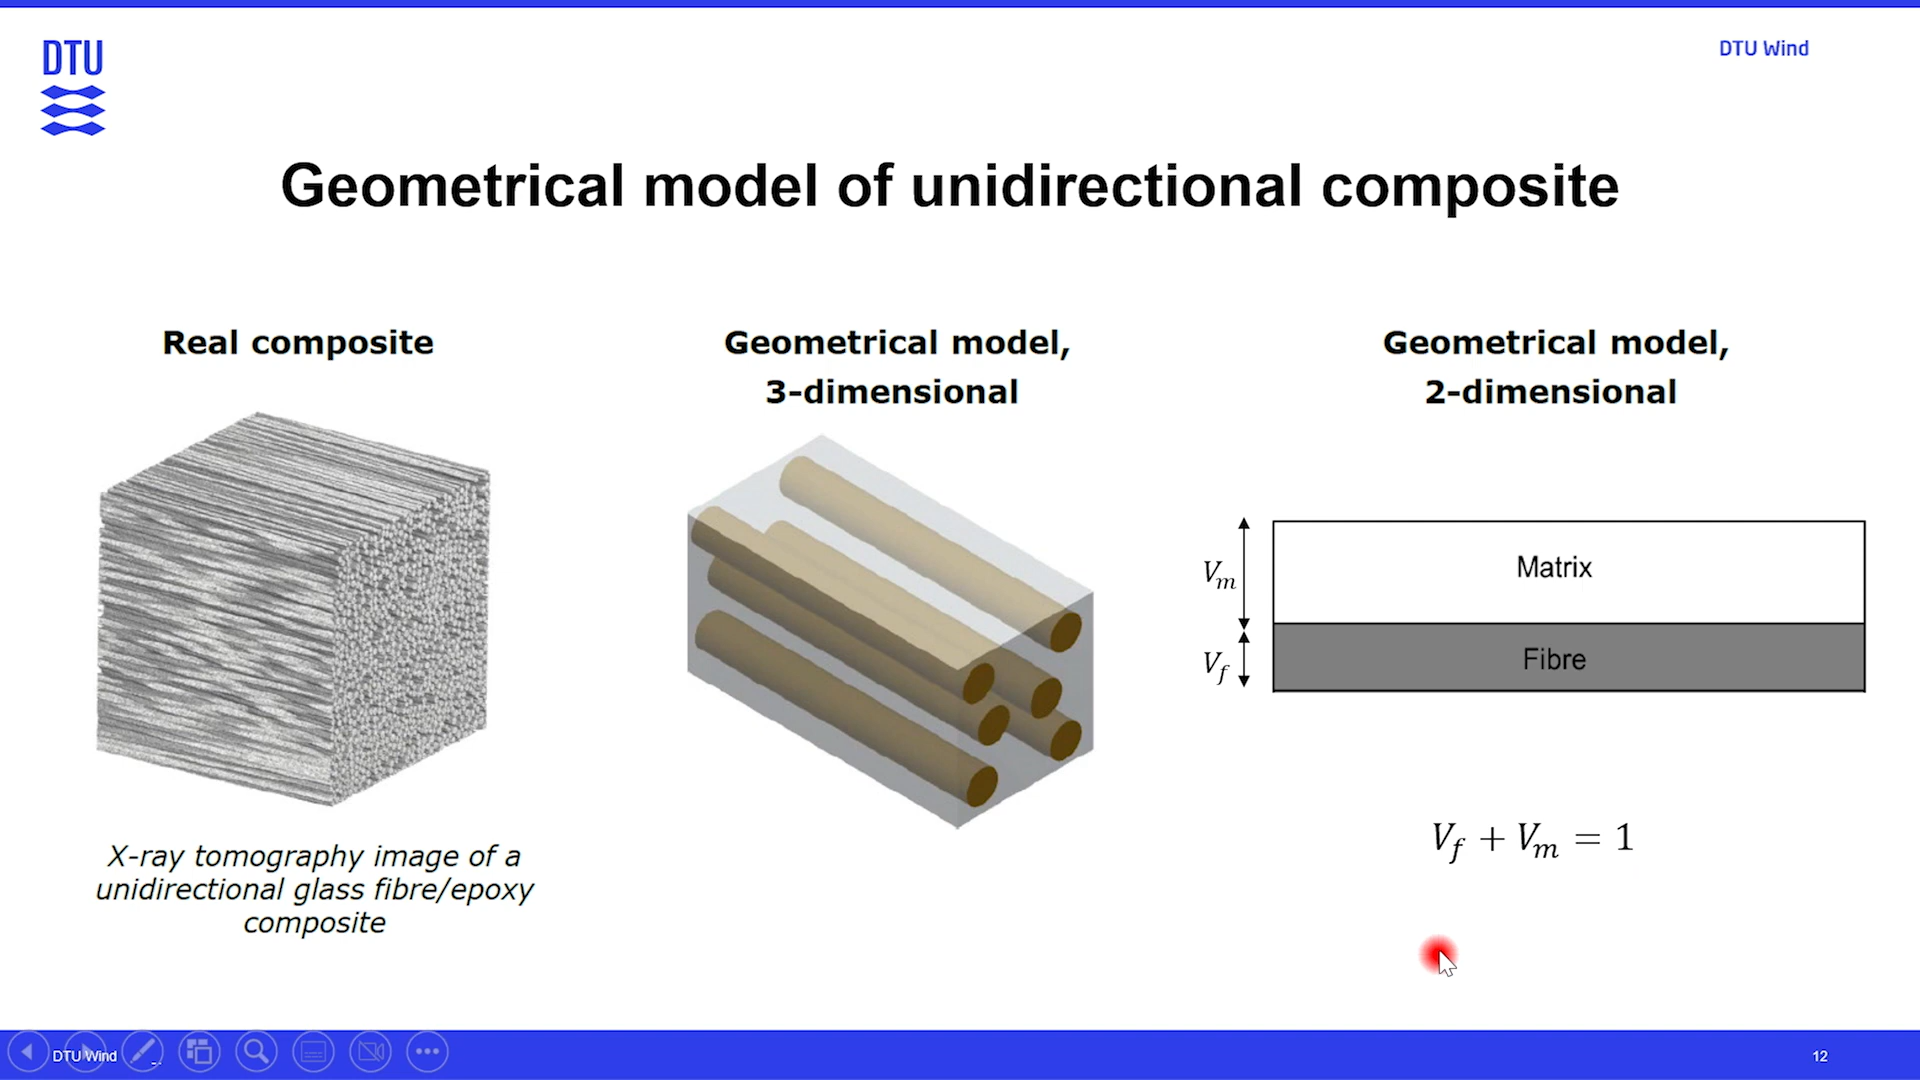 DTU
DTU Wind
Geometrical model of unidirectional composite
Real composite
Geometrical model,
3-dimensional
Geometrical model,
2-dimensional
Matrix
V_m
Fibre
V_f
V_f + V_m = 1
X-ray tomography image of a
unidirectional glass fibre/epoxy
composite
DTU Wind
12